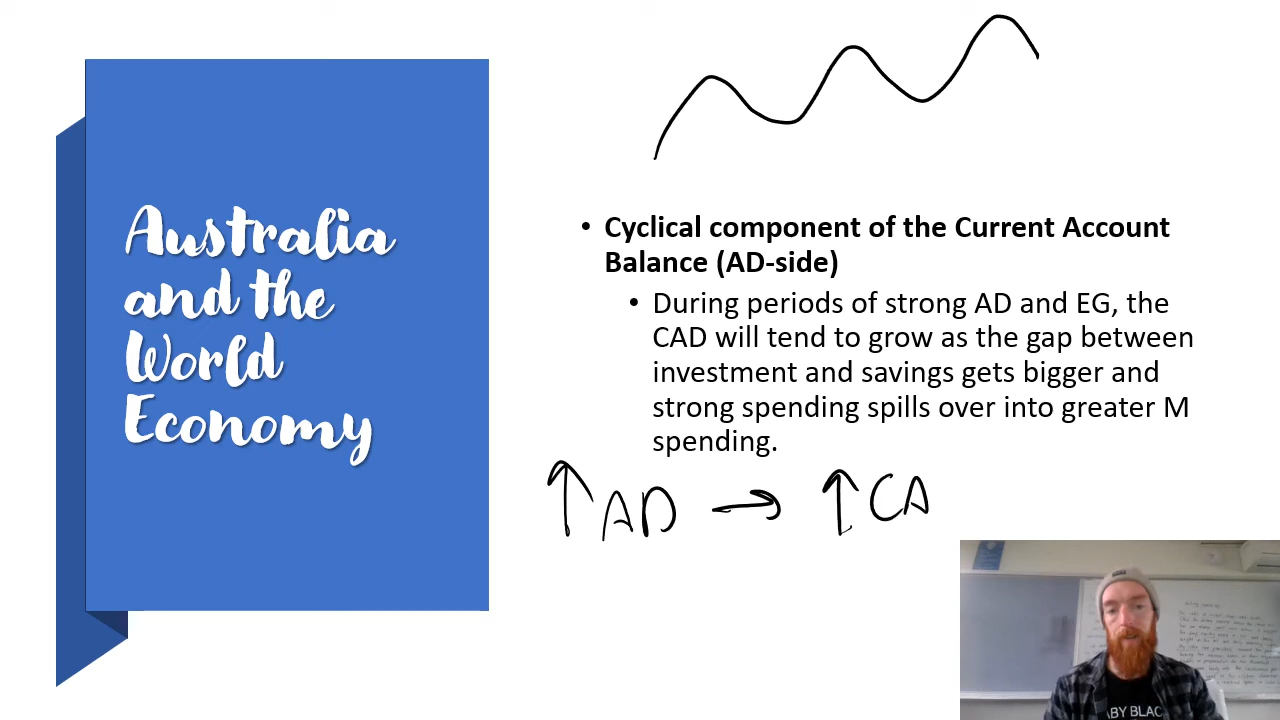 Australia
and the
World
Economy
• Cyclical component of the Current Account
Balance (AD-side)
• During periods of strong AD and EG, the
CAD will tend to grow as the gap between
investment and savings gets bigger and
strong spending spills over into greater M
spending.
↑ AD → ↑ CA
ABY BLAC